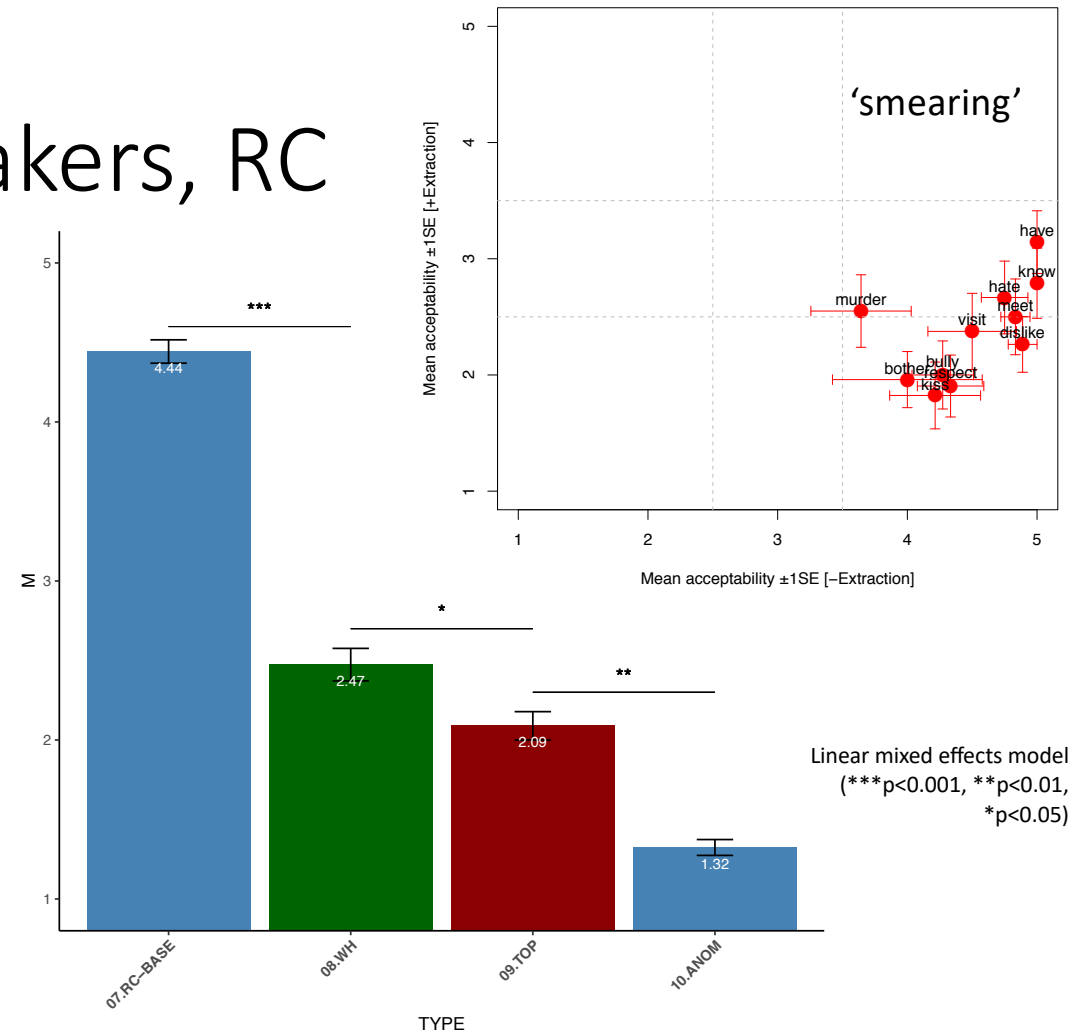 akers, RC
5
4
3
2
1
M
***
*
**
4.44
2.47
2.09
1.32
07.RC−BASE
08.WH
09.TOP
10.ANOM
TYPE
‘smearing’
5
4
3
2
1
Mean acceptability ±1SE [+Extraction]
have
know
hate
meet
murder
visit
dislike
bully
bother
respect
kiss
1 2 3 4 5
Mean acceptability ±1SE [−Extraction]
Linear mixed effects model
(***p<0.001, **p<0.01,
*p<0.05)